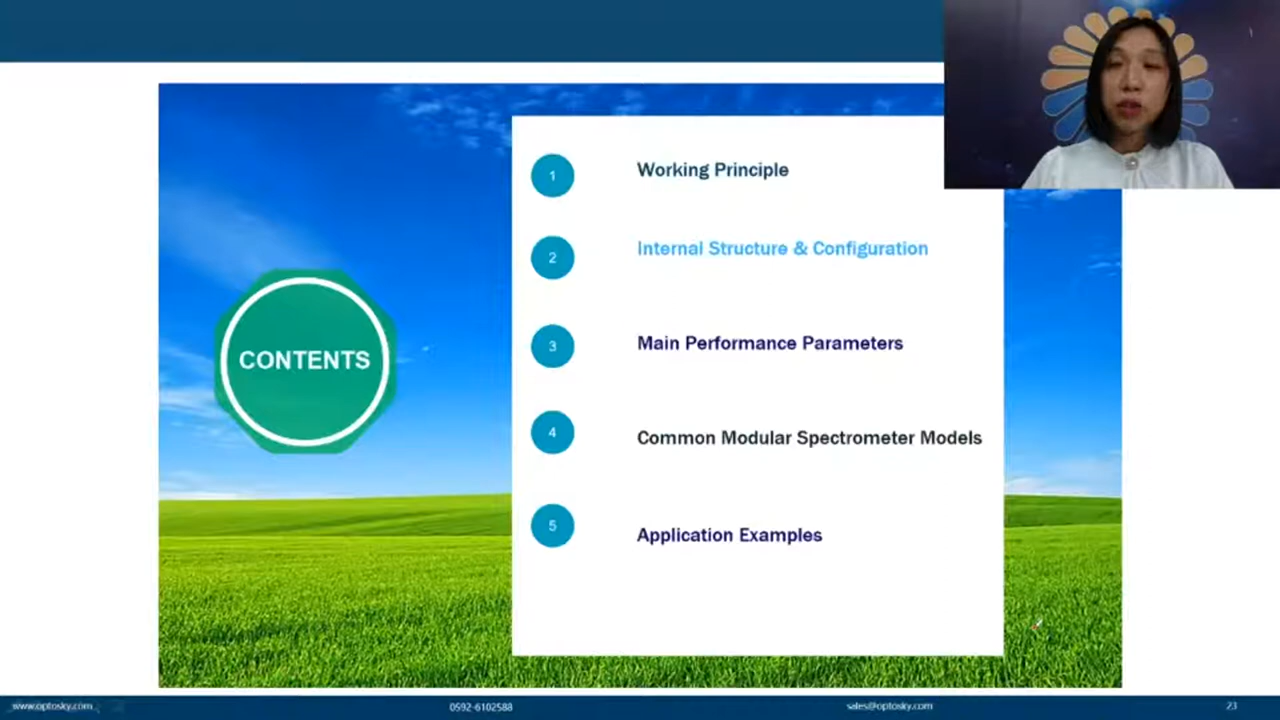 CONTENTS
1
Working Principle
2
Internal Structure & Configuration
3
Main Performance Parameters
4
Common Modular Spectrometer Models
5
Application Examples
www.optosky.com
0592-6102588
sales@optosky.com
23